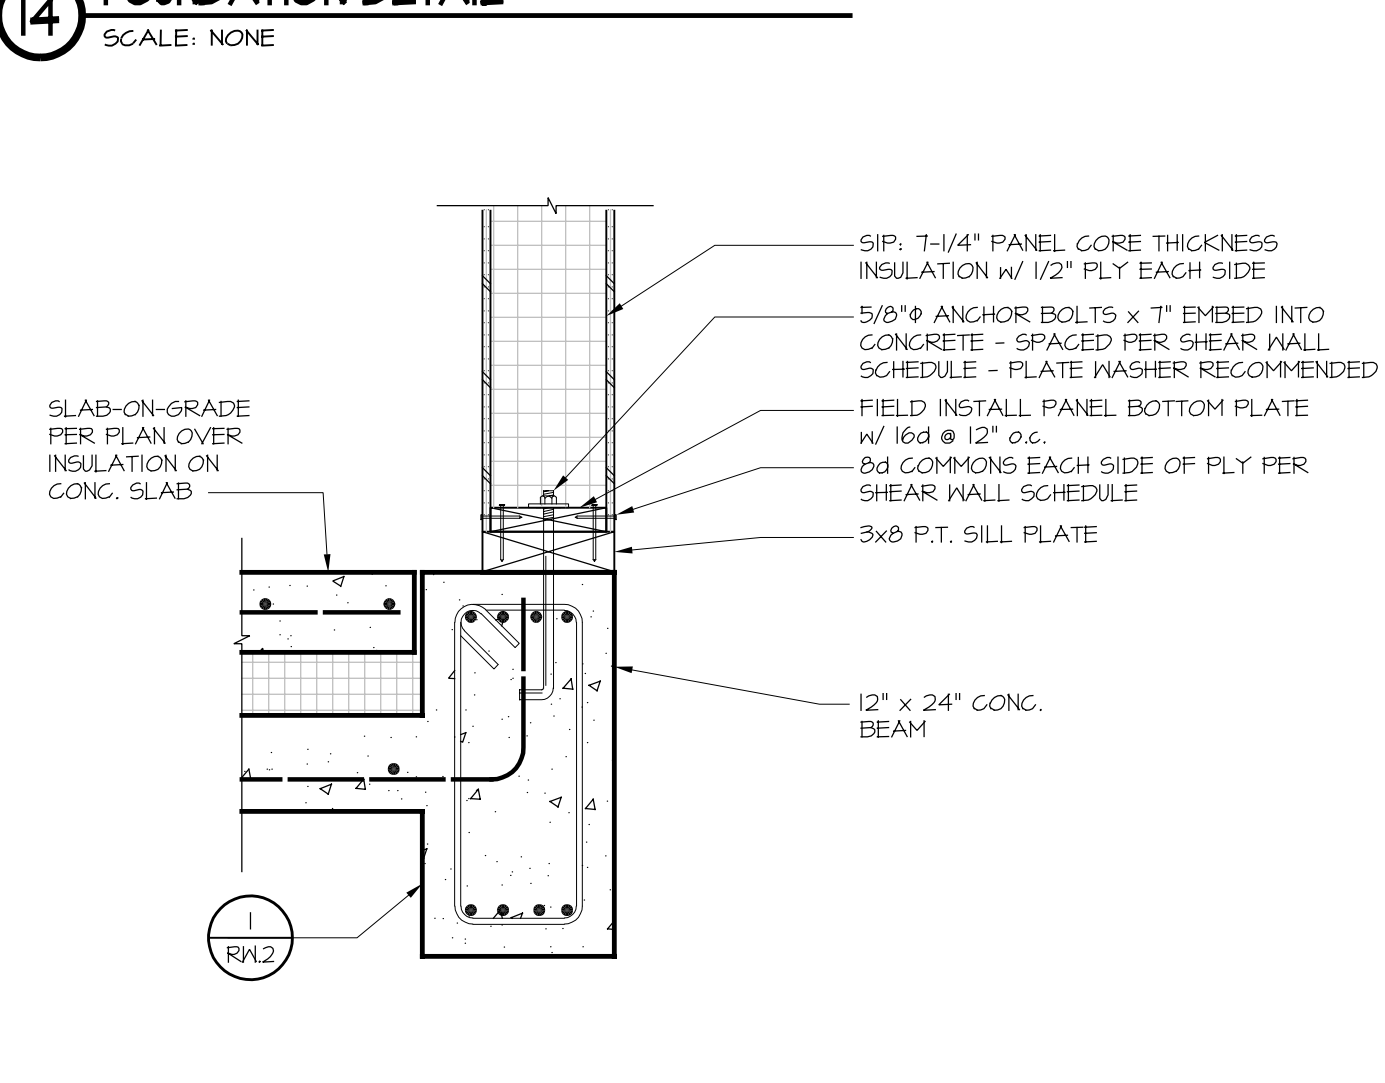 14
FOUNDATION DETAIL
SCALE: NONE
SIP: 7-1/4" PANEL CORE THICKNESS
INSULATION w/ 1/2" PLY EACH SIDE
5/8"Φ ANCHOR BOLTS x 7" EMBED INTO
CONCRETE - SPACED PER SHEAR WALL
SCHEDULE - PLATE WASHER RECOMMENDED
FIELD INSTALL PANEL BOTTOM PLATE
w/ 16d @ 12" o.c.
8d COMMONS EACH SIDE OF PLY PER
SHEAR WALL SCHEDULE
3x8 P.T. SILL PLATE
SLAB-ON-GRADE
PER PLAN OVER
INSULATION ON
CONC. SLAB
12" x 24" CONC.
BEAM
1
RW.2